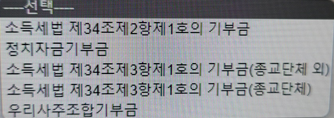 ----선택----
소득세법 제34조제2항제1호의 기부금
정치자금기부금
소득세법 제34조제3항제1호의 기부금(종교단체 외)
소득세법 제34조제3항제1호의 기부금(종교단체)
우리사주조합기부금